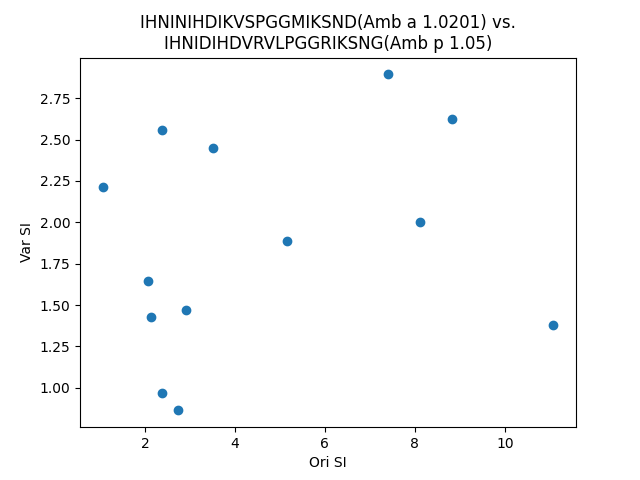 IHNINIHDIKVSPGGMIKSND(Amb a 1.0201) vs.
IHNIDIHDVRVLPGGRIKSNG(Amb p 1.05)
2.75
2.50
2.25
2.00
1.75
1.50
1.25
1.00
Var SI
2 4 6 8 10
Ori SI